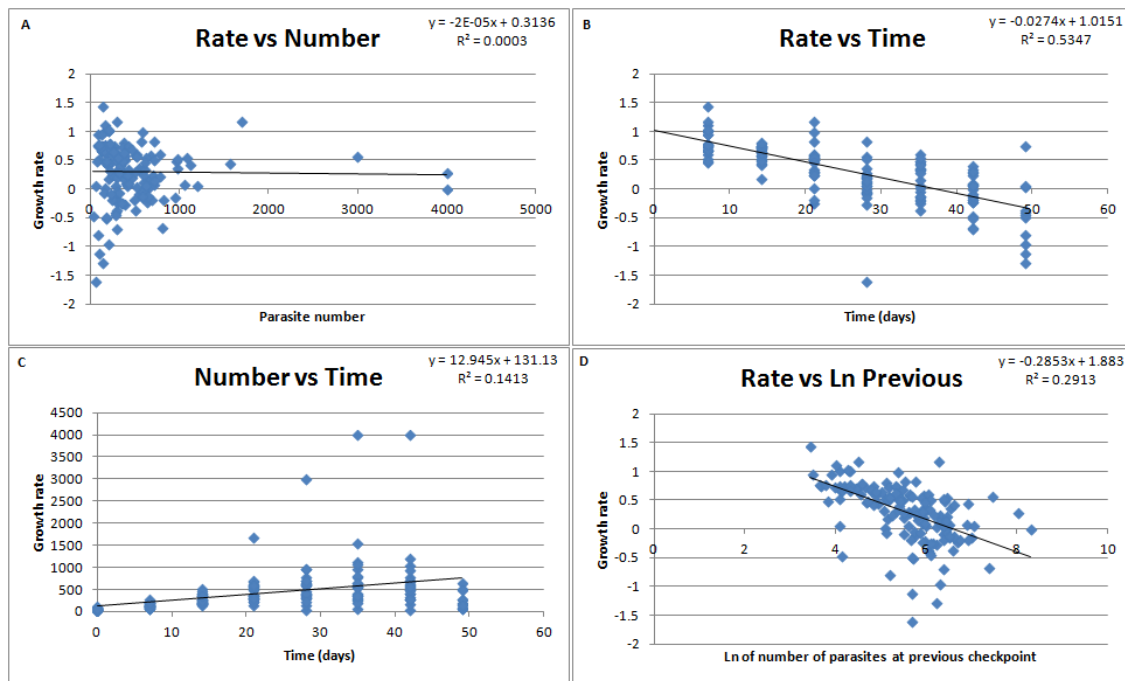 A
Rate vs Number
y = -2E-05x + 0.3136
R² = 0.0003
2
1.5
1
0.5
0
-0.5
-1
-1.5
-2
0 1000 2000 3000 4000 5000
Growth rate
Parasite number
B
Rate vs Time
y = -0.0274x + 1.0151
R² = 0.5347
2
1.5
1
0.5
0
-0.5
-1
-1.5
-2
0 10 20 30 40 50 60
Growth rate
Time (days)
C
Number vs Time
y = 12.945x + 131.13
R² = 0.1413
4500
4000
3500
3000
2500
2000
1500
1000
500
0
0 10 20 30 40 50 60
Growth rate
Time (days)
D
Rate vs Ln Previous
y = -0.2853x + 1.883
R² = 0.2913
2
1.5
1
0.5
0
-0.5
-1
-1.5
-2
0 2 4 6 8 10
Growth rate
Ln of number of parasites at previous checkpoint